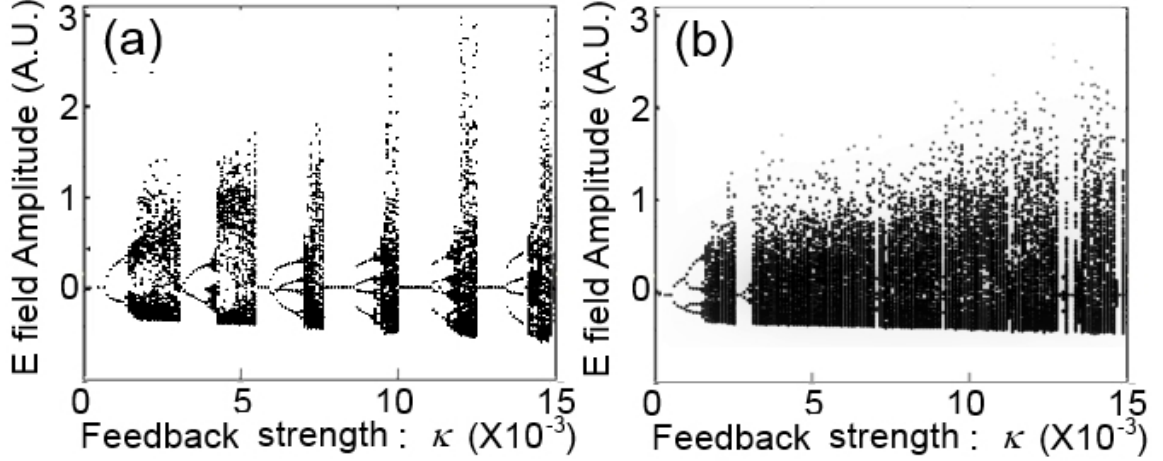 (a)
E field Amplitude (A.U.)
3
2
1
0
0 5 10 15
Feedback strength : κ (X10⁻³)
(b)
E field Amplitude (A.U.)
3
2
1
0
0 5 10 15
Feedback strength : κ (X10⁻³)